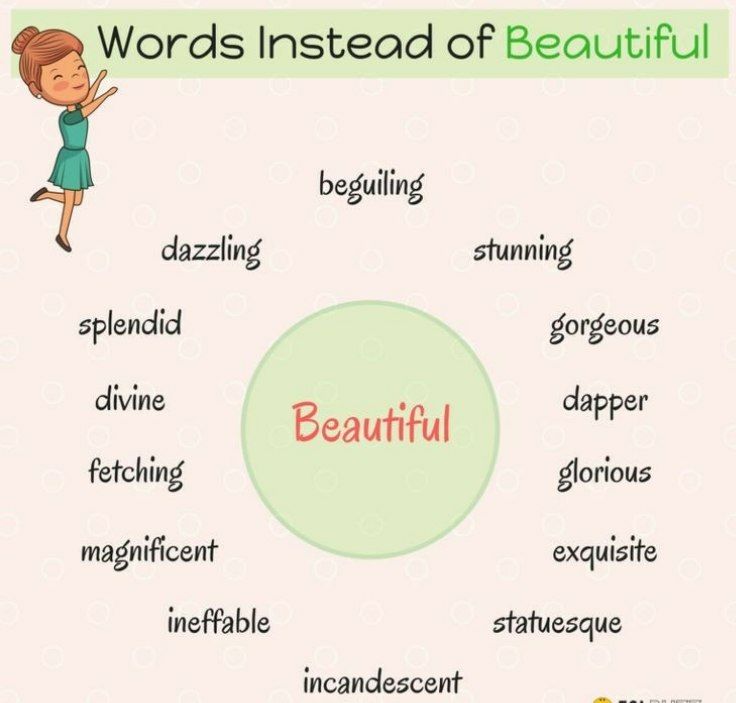 Words Instead of Beautiful
beguiling
dazzling
stunning
splendid
gorgeous
divine
dapper
Beautiful
fetching
glorious
magnificent
exquisite
ineffable
statuesque
incandescent